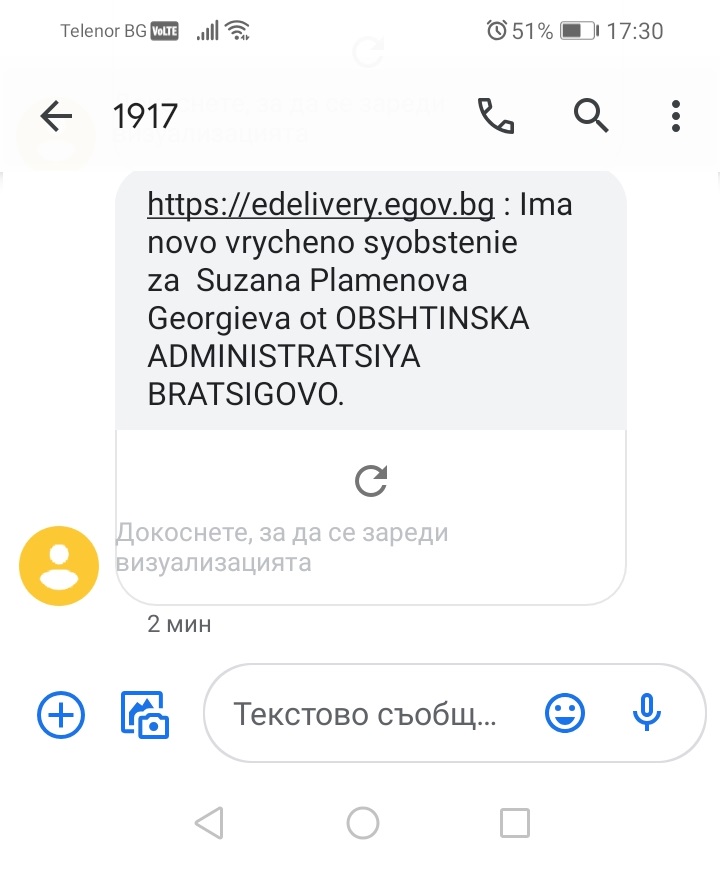 Telenor BG VoLTE 51% 17:30
1917
https://edelivery.egov.bg : Ima
novo vrycheno syobstenie
za  Suzana Plamenova
Georgieva ot OBSHTINSKA
ADMINISTRATSIYA
BRATSIGOVO.
Докоснете, за да се зареди
визуализацията
2 мин
Текстово съобщ...